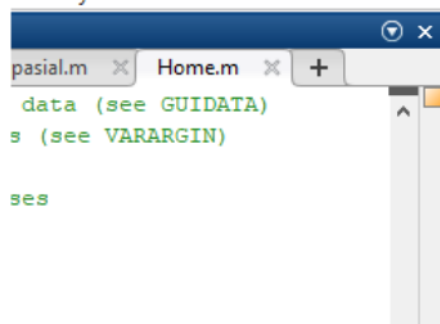 pasial.m Home.m +
data (see GUIDATA)
s (see VARARGIN)
ses